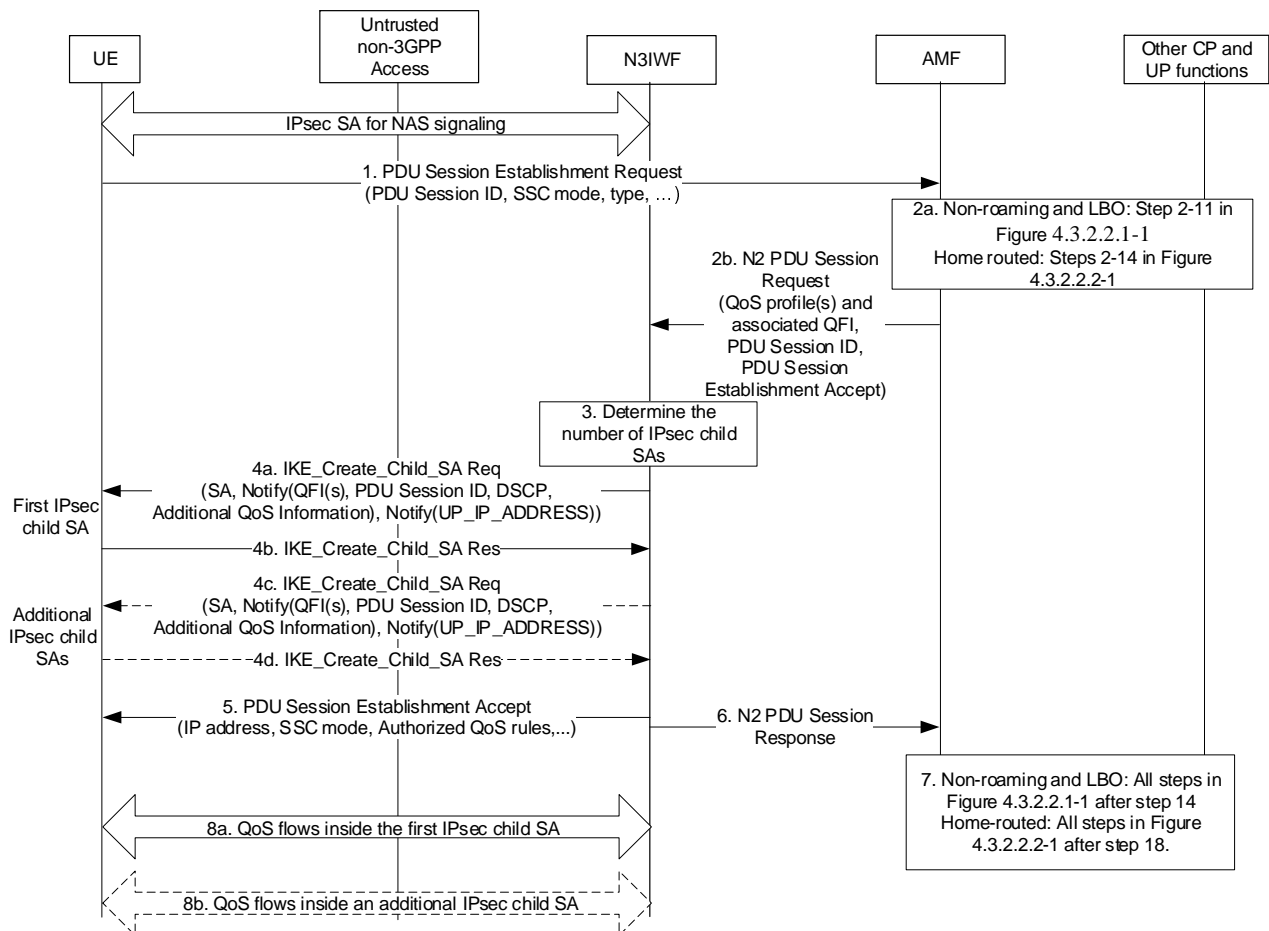 Untrusted
non-3GPP
Access
UE
N3IWF
AMF
Other CP and
UP functions
IPsec SA for NAS signaling
1. PDU Session Establishment Request
(PDU Session ID, SSC mode, type, …)
2a. Non-roaming and LBO: Step 2-11 in
Figure 4.3.2.2.1-1
Home routed: Steps 2-14 in Figure
4.3.2.2.2-1
2b. N2 PDU Session
Request
(QoS profile(s) and
associated QFI,
PDU Session ID,
PDU Session
Establishment Accept)
3. Determine the
number of IPsec child
SAs
4a. IKE_Create_Child_SA Req
(SA, Notify(QFI(s), PDU Session ID, DSCP,
Additional QoS Information), Notify(UP_IP_ADDRESS))
First IPsec
child SA
4b. IKE_Create_Child_SA Res
4c. IKE_Create_Child_SA Req
(SA, Notify(QFI(s), PDU Session ID, DSCP,
Additional QoS Information), Notify(UP_IP_ADDRESS))
Additional
IPsec child
SAs
4d. IKE_Create_Child_SA Res
5. PDU Session Establishment Accept
(IP address, SSC mode, Authorized QoS rules,...)
6. N2 PDU Session
Response
7. Non-roaming and LBO: All steps in
Figure 4.3.2.2.1-1 after step 14
Home-routed: All steps in Figure
4.3.2.2.2-1 after step 18.
8a. QoS flows inside the first IPsec child SA
8b. QoS flows inside an additional IPsec child SA